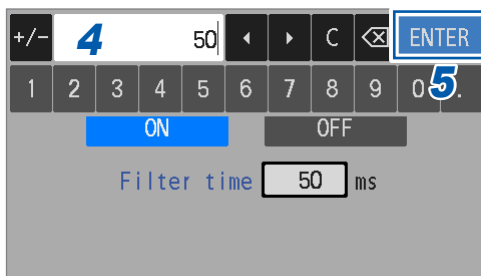 +/- 4 50 C ENTER
1 2 3 4 5 6 7 8 9 0 5 .
ON OFF
Filter time 50 ms